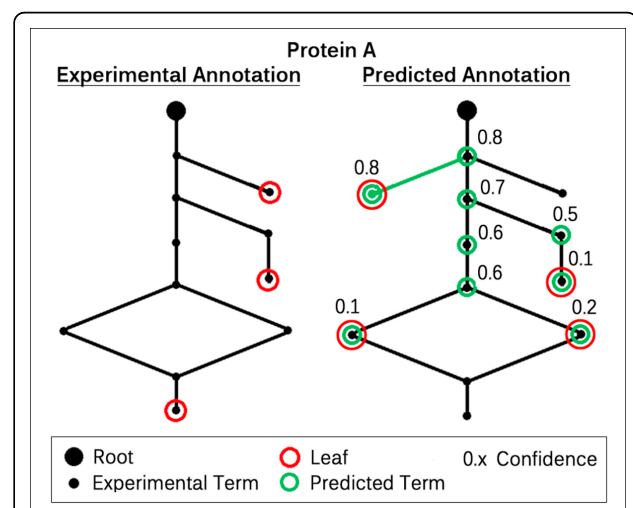 Protein A
Experimental Annotation
Predicted Annotation
0.8
0.8
0.7
0.5
0.6
0.1
0.6
0.1
0.2
Root
Leaf
0.x Confidence
Experimental Term
Predicted Term